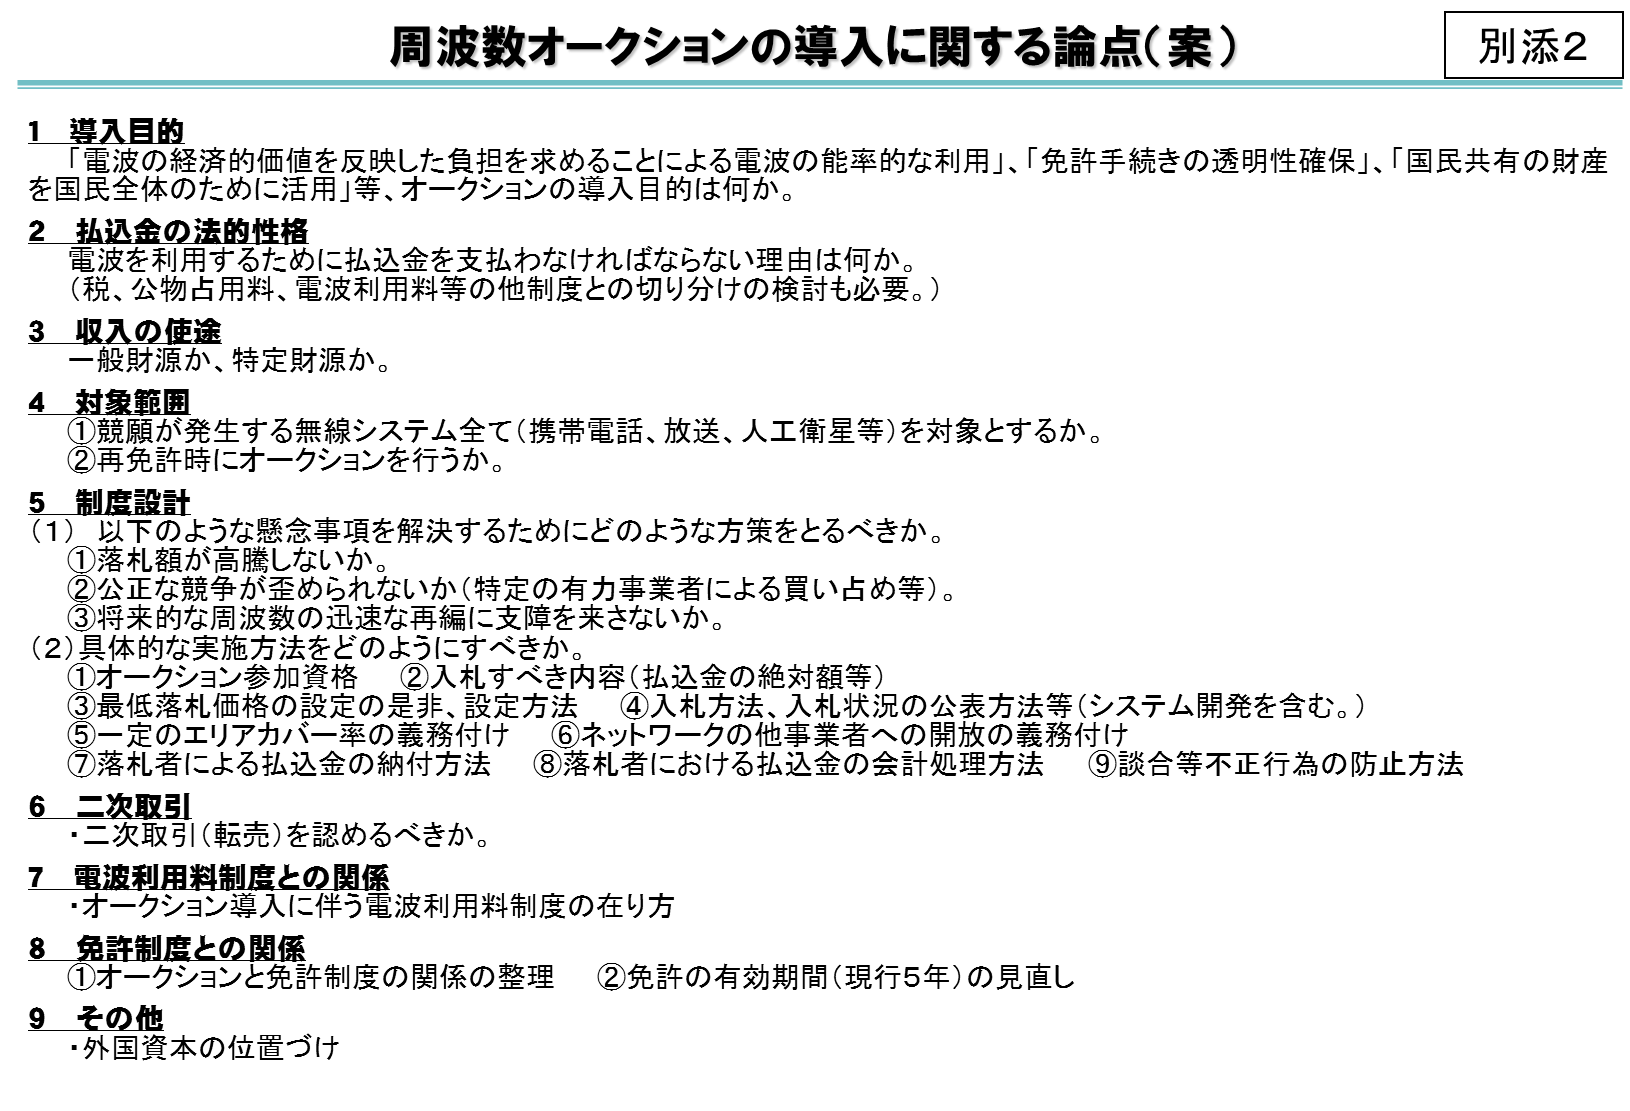 周波数オークションの導入に関する論点(案)
別添2
1　導入目的
「電波の経済的価値を反映した負担を求めることによる電波の能率的な利用」、「免許手続きの透明性確保」、「国民共有の財産
を国民全体のために活用」等、オークションの導入目的は何か。
2　払込金の法的性格
電波を利用するために払込金を支払わなければならない理由は何か。
(税、公物占用料、電波利用料等の他制度との切り分けの検討も必要。)
3　収入の使途
一般財源か、特定財源か。
4　対象範囲
①競願が発生する無線システム全て(携帯電話、放送、人工衛星等)を対象とするか。
②再免許時にオークションを行うか。
5　制度設計
(1)　以下のような懸念事項を解決するためにどのような方策をとるべきか。
①落札額が高騰しないか。
②公正な競争が歪められないか(特定の有力事業者による買い占め等)。
③将来的な周波数の迅速な再編に支障を来さないか。
(2)具体的な実施方法をどのようにすべきか。
①オークション参加資格　②入札すべき内容(払込金の絶対額等)
③最低落札価格の設定の是非、設定方法　④入札方法、入札状況の公表方法等(システム開発を含む。)
⑤一定のエリアカバー率の義務付け　⑥ネットワークの他事業者への開放の義務付け
⑦落札者による払込金の納付方法　⑧落札者における払込金の会計処理方法　⑨談合等不正行為の防止方法
6　二次取引
・二次取引(転売)を認めるべきか。
7　電波利用料制度との関係
・オークション導入に伴う電波利用料制度の在り方
8　免許制度との関係
①オークションと免許制度の関係の整理　②免許の有効期間(現行5年)の見直し
9　その他
・外国資本の位置づけ